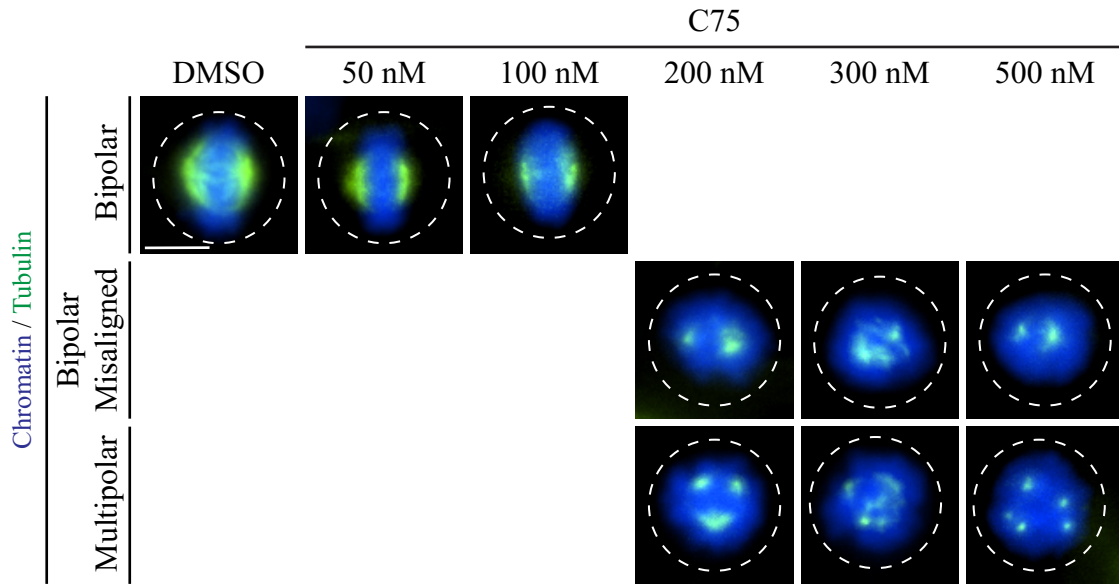 C75
DMSO
50 nM
100 nM
200 nM
300 nM
500 nM
Chromatin / Tubulin
Bipolar
Bipolar
Misaligned
Multipolar